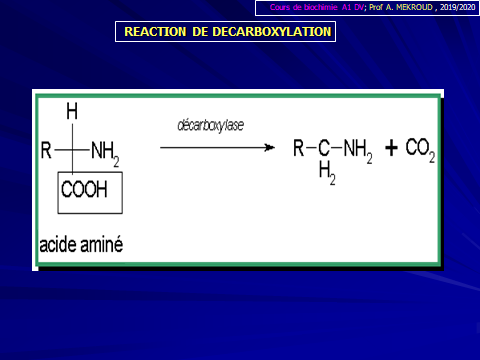 Cours de biochimie A1 DV; Prof A. MEKROUD , 2019/2020
REACTION DE DECARBOXYLATION
H
R NH2
COOH
décarboxylase
R-C-NH2 + CO2
H2
acide aminé